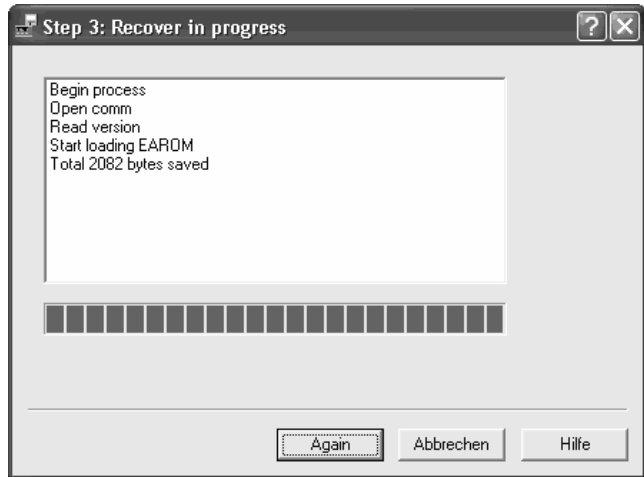 Step 3: Recover in progress
Begin process
Open comm
Read version
Start loading EAROM
Total 2082 bytes saved
Again
Abbrechen
Hilfe